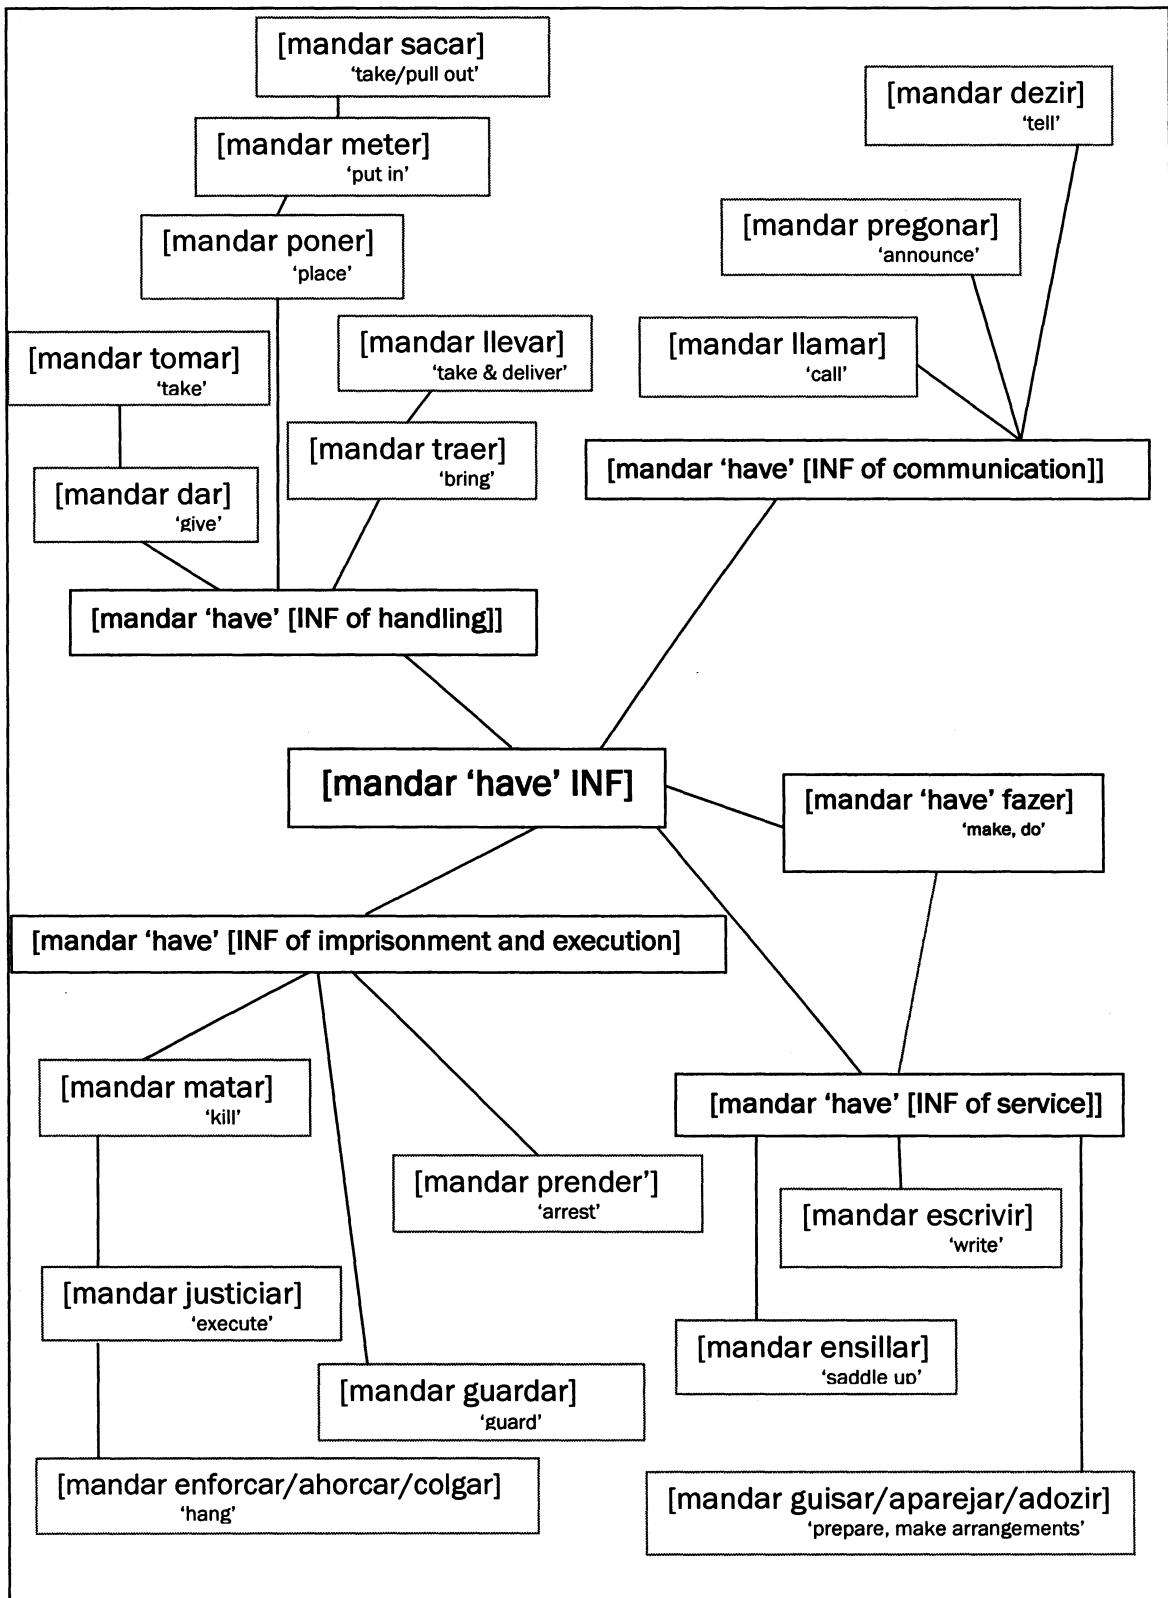 [mandar sacar]
‘take/pull out’
[mandar dezir]
‘tell’
[mandar meter]
‘put in’
[mandar pregonar]
‘announce’
[mandar poner]
‘place’
[mandar tomar]
‘take’
[mandar llevar]
‘take & deliver’
[mandar llamar]
‘call’
[mandar traer]
‘bring’
[mandar dar]
‘give’
[mandar ‘have’ [INF of communication]]
[mandar ‘have’ [INF of handling]]
[mandar ‘have’ INF]
[mandar ‘have’ fazer]
‘make, do’
[mandar ‘have’ [INF of imprisonment and execution]
[mandar matar]
‘kill’
[mandar ‘have’ [INF of service]]
[mandar prender’]
‘arrest’
[mandar escrivir]
‘write’
[mandar justiciar]
‘execute’
[mandar ensillar]
‘saddle up’
[mandar guardar]
‘guard’
[mandar enforcar/ahorcar/colgar]
‘hang’
[mandar guisar/aparejar/adozir]
‘prepare, make arrangements’